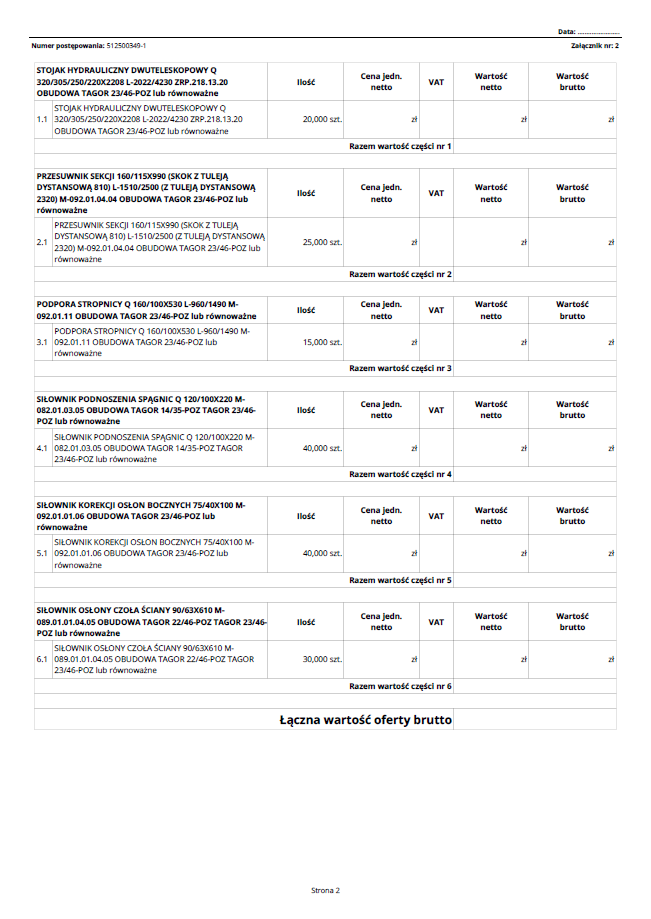 Data: .......................
Numer postępowania: 512500349-1 Załącznik nr: 2
STOJAK HYDRAULICZNY DWUTELESKOPOWY Q
320/305/250/220X2208 L-2022/4230 ZRP.218.13.20
OBUDOWA TAGOR 23/46-POZ lub równoważne
Ilość
Cena jedn.
netto
VAT
Wartość
netto
Wartość
brutto
1.1
STOJAK HYDRAULICZNY DWUTELESKOPOWY Q
320/305/250/220X2208 L-2022/4230 ZRP.218.13.20
OBUDOWA TAGOR 23/46-POZ lub równoważne
20,000 szt. zł zł zł
Razem wartość części nr 1
PRZESUWNIK SEKCJI 160/115X990 (SKOK Z TULEJĄ
DYSTANSOWĄ 810) L-1510/2500 (Z TULEJĄ DYSTANSOWĄ
2320) M-092.01.04.04 OBUDOWA TAGOR 23/46-POZ lub
równoważne
Ilość
Cena jedn.
netto
VAT
Wartość
netto
Wartość
brutto
2.1
PRZESUWNIK SEKCJI 160/115X990 (SKOK Z TULEJĄ
DYSTANSOWĄ 810) L-1510/2500 (Z TULEJĄ DYSTANSOWĄ
2320) M-092.01.04.04 OBUDOWA TAGOR 23/46-POZ lub
równoważne
25,000 szt. zł zł zł
Razem wartość części nr 2
PODPORA STROPNICY Q 160/100X530 L-960/1490 M-
092.01.11 OBUDOWA TAGOR 23/46-POZ lub równoważne
Ilość
Cena jedn.
netto
VAT
Wartość
netto
Wartość
brutto
3.1
PODPORA STROPNICY Q 160/100X530 L-960/1490 M-
092.01.11 OBUDOWA TAGOR 23/46-POZ lub
równoważne
15,000 szt. zł zł zł
Razem wartość części nr 3
SIŁOWNIK PODNOSZENIA SPĄGNIC Q 120/100X220 M-
082.01.03.05 OBUDOWA TAGOR 14/35-POZ TAGOR 23/46-
POZ lub równoważne
Ilość
Cena jedn.
netto
VAT
Wartość
netto
Wartość
brutto
4.1
SIŁOWNIK PODNOSZENIA SPĄGNIC Q 120/100X220 M-
082.01.03.05 OBUDOWA TAGOR 14/35-POZ TAGOR
23/46-POZ lub równoważne
40,000 szt. zł zł zł
Razem wartość części nr 4
SIŁOWNIK KOREKCJI OSŁON BOCZNYCH 75/40X100 M-
092.01.01.06 OBUDOWA TAGOR 23/46-POZ lub
równoważne
Ilość
Cena jedn.
netto
VAT
Wartość
netto
Wartość
brutto
5.1
SIŁOWNIK KOREKCJI OSŁON BOCZNYCH 75/40X100 M-
092.01.01.06 OBUDOWA TAGOR 23/46-POZ lub
równoważne
40,000 szt. zł zł zł
Razem wartość części nr 5
SIŁOWNIK OSŁONY CZOŁA ŚCIANY 90/63X610 M-
089.01.01.04.05 OBUDOWA TAGOR 22/46-POZ TAGOR 23/46-
POZ lub równoważne
Ilość
Cena jedn.
netto
VAT
Wartość
netto
Wartość
brutto
6.1
SIŁOWNIK OSŁONY CZOŁA ŚCIANY 90/63X610 M-
089.01.01.04.05 OBUDOWA TAGOR 22/46-POZ TAGOR
23/46-POZ lub równoważne
30,000 szt. zł zł zł
Razem wartość części nr 6
Łączna wartość oferty brutto
Strona 2